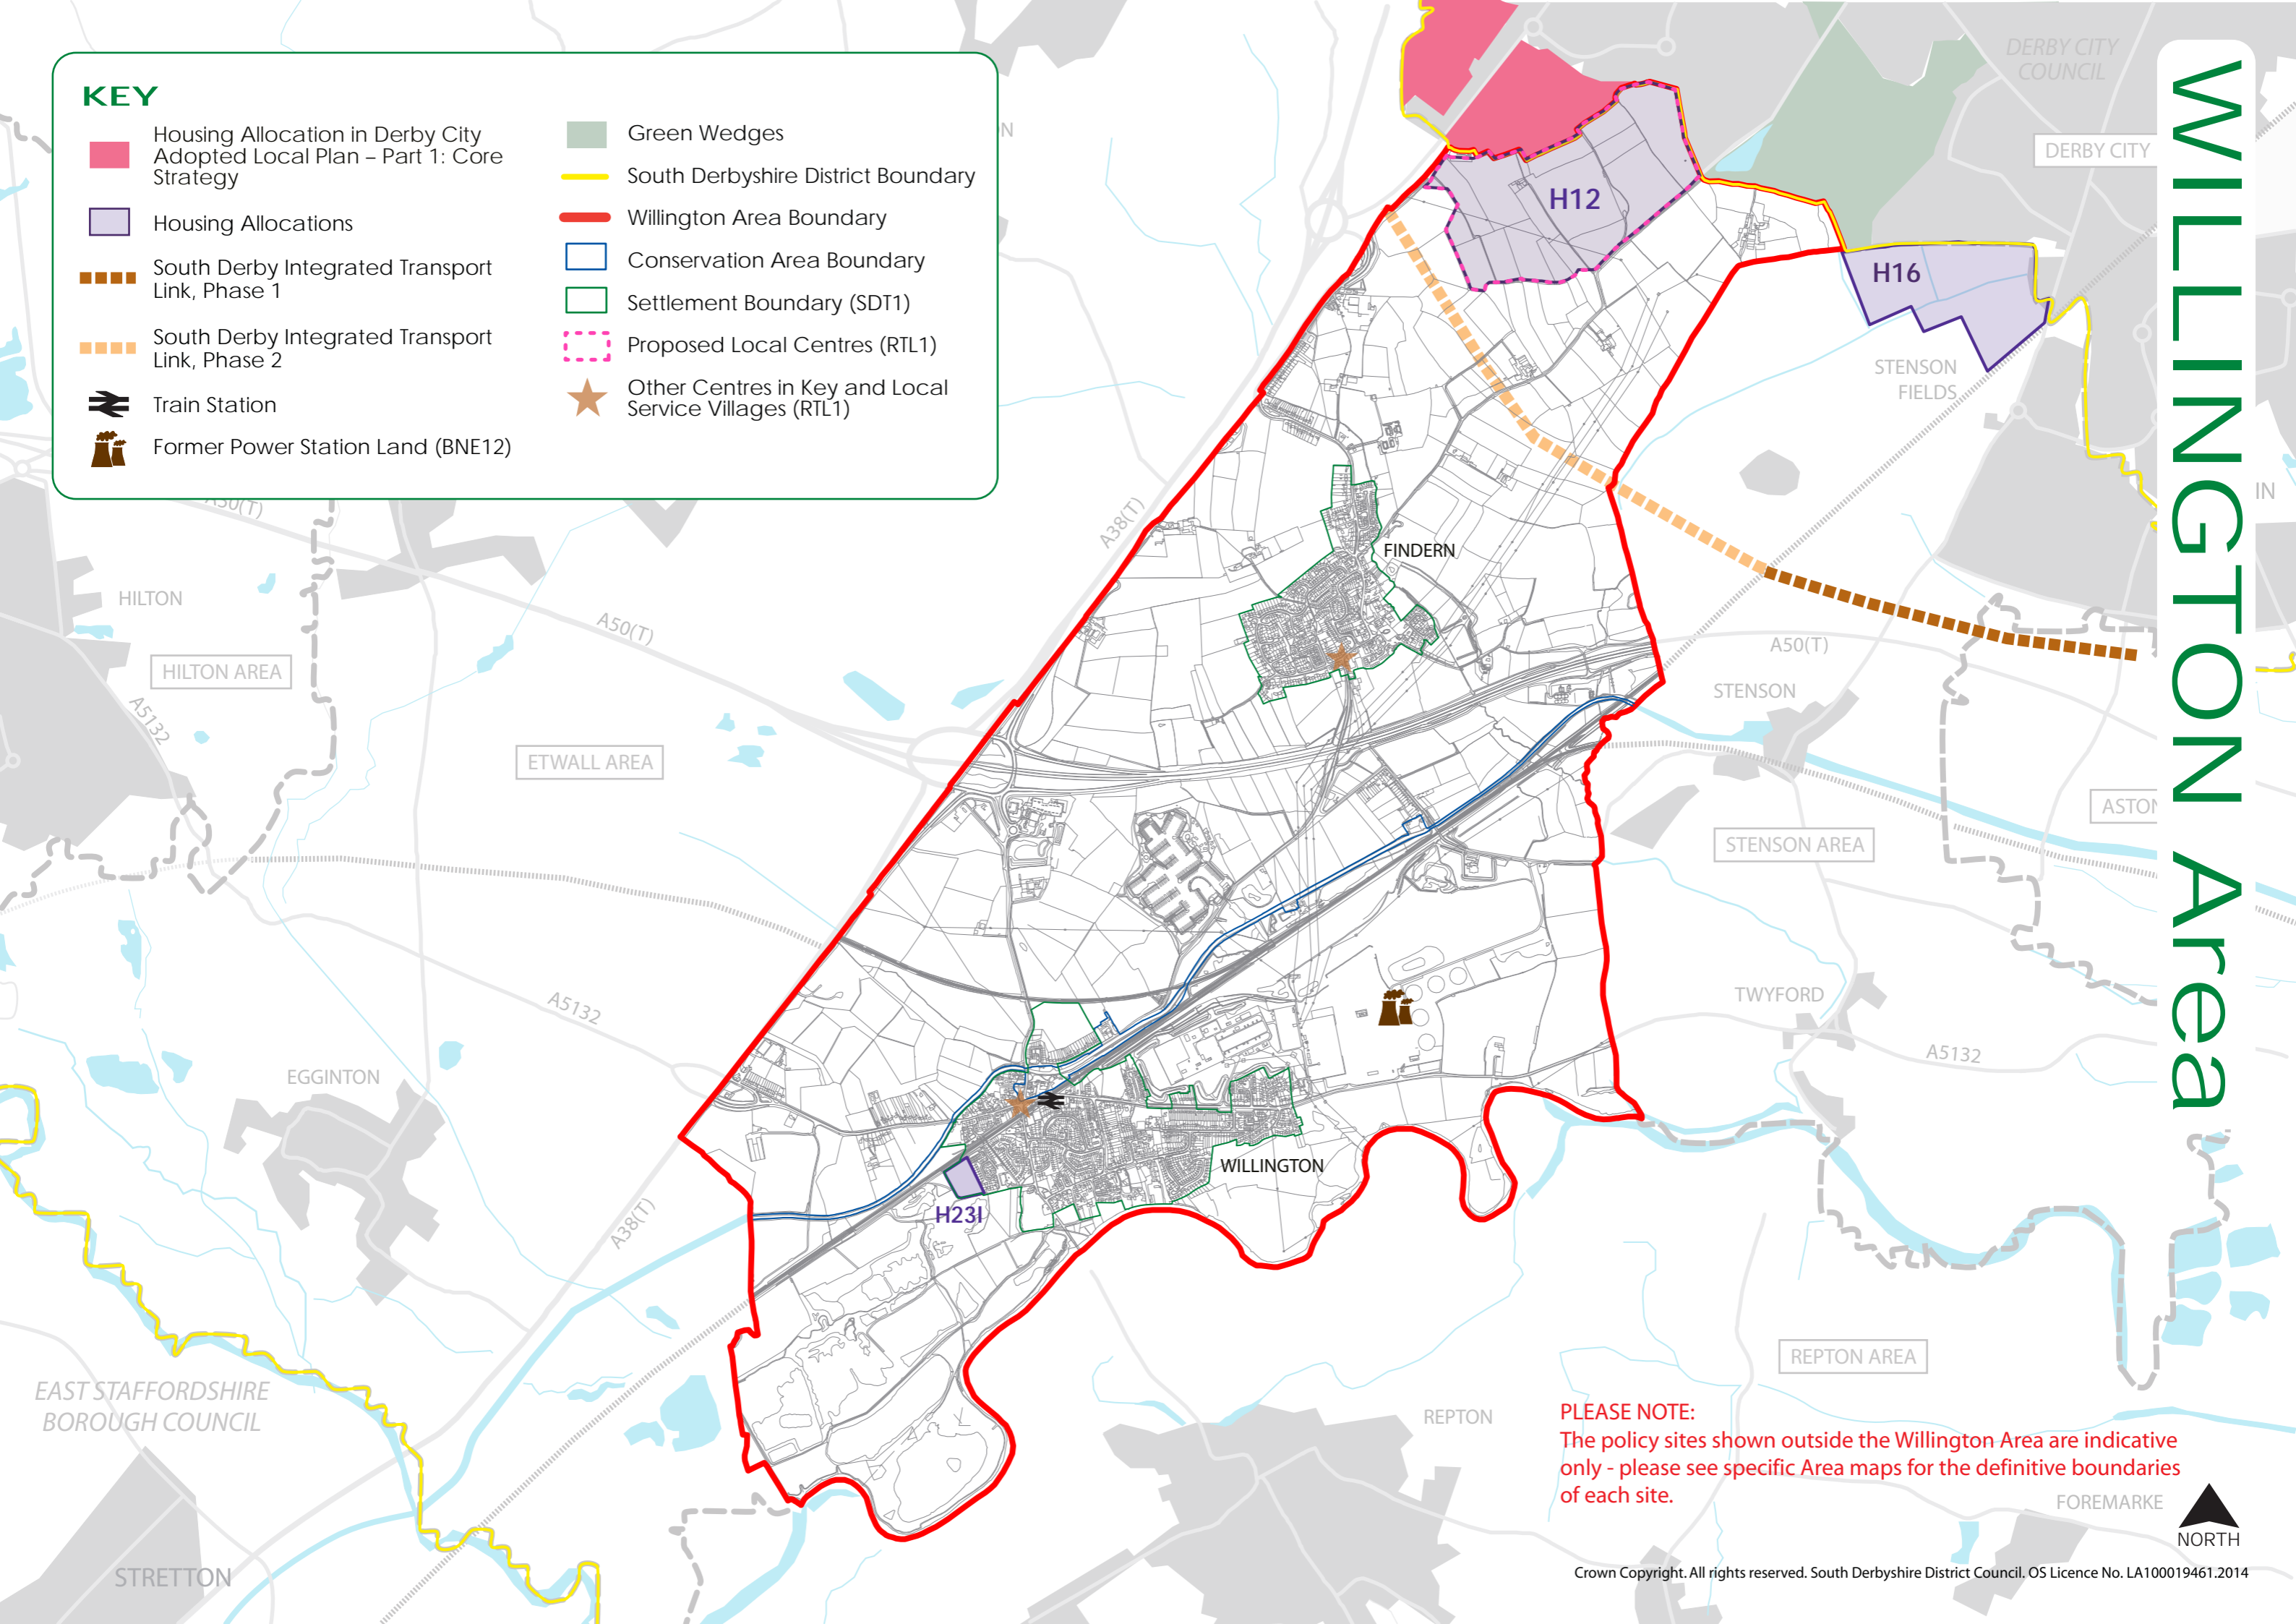 KEY
Housing Allocation in Derby City
Adopted Local Plan – Part 1: Core
Strategy
Housing Allocations
South Derby Integrated Transport
Link, Phase 1
South Derby Integrated Transport
Link, Phase 2
Train Station
Former Power Station Land (BNE12)
Green Wedges
South Derbyshire District Boundary
Willington Area Boundary
Conservation Area Boundary
Settlement Boundary (SDT1)
Proposed Local Centres (RTL1)
Other Centres in Key and Local
Service Villages (RTL1)
WILLINGTON Area
DERBY CITY
COUNCIL
DERBY CITY
N
H12
H16
STENSON
FIELDS
IN
A38(T)
A50(T)
FINDERN
HILTON
A50(T)
A50(T)
HILTON AREA
STENSON
A5132
ETWALL AREA
ASTON
STENSON AREA
TWYFORD
A5132
A5132
EGGINTON
WILLINGTON
H23I
A38(T)
REPTON AREA
EAST STAFFORDSHIRE
BOROUGH COUNCIL
REPTON
PLEASE NOTE:
The policy sites shown outside the Willington Area are indicative
only - please see specific Area maps for the definitive boundaries
of each site.
FOREMARKE
NORTH
STRETTON
Crown Copyright. All rights reserved. South Derbyshire District Council. OS Licence No. LA100019461.2014